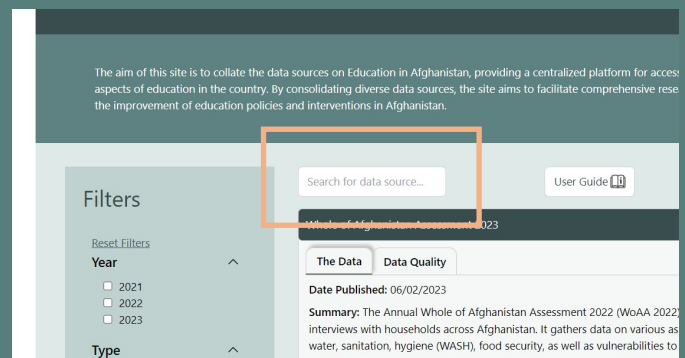 The aim of this site is to collate the data sources on Education in Afghanistan, providing a centralized platform for access
aspects of education in the country. By consolidating diverse data sources, the site aims to facilitate comprehensive rese
the improvement of education policies and interventions in Afghanistan.
Search for data source...
User Guide
Filters
Whole of Afghanistan Assessment 2023
Reset Filters
Year
The Data Data Quality
2021
Date Published: 06/02/2023
2022
Summary: The Annual Whole of Afghanistan Assessment 2022 (WoAA 2022)
2023
interviews with households across Afghanistan. It gathers data on various as
Type
water, sanitation, hygiene (WASH), food security, as well as vulnerabilities to